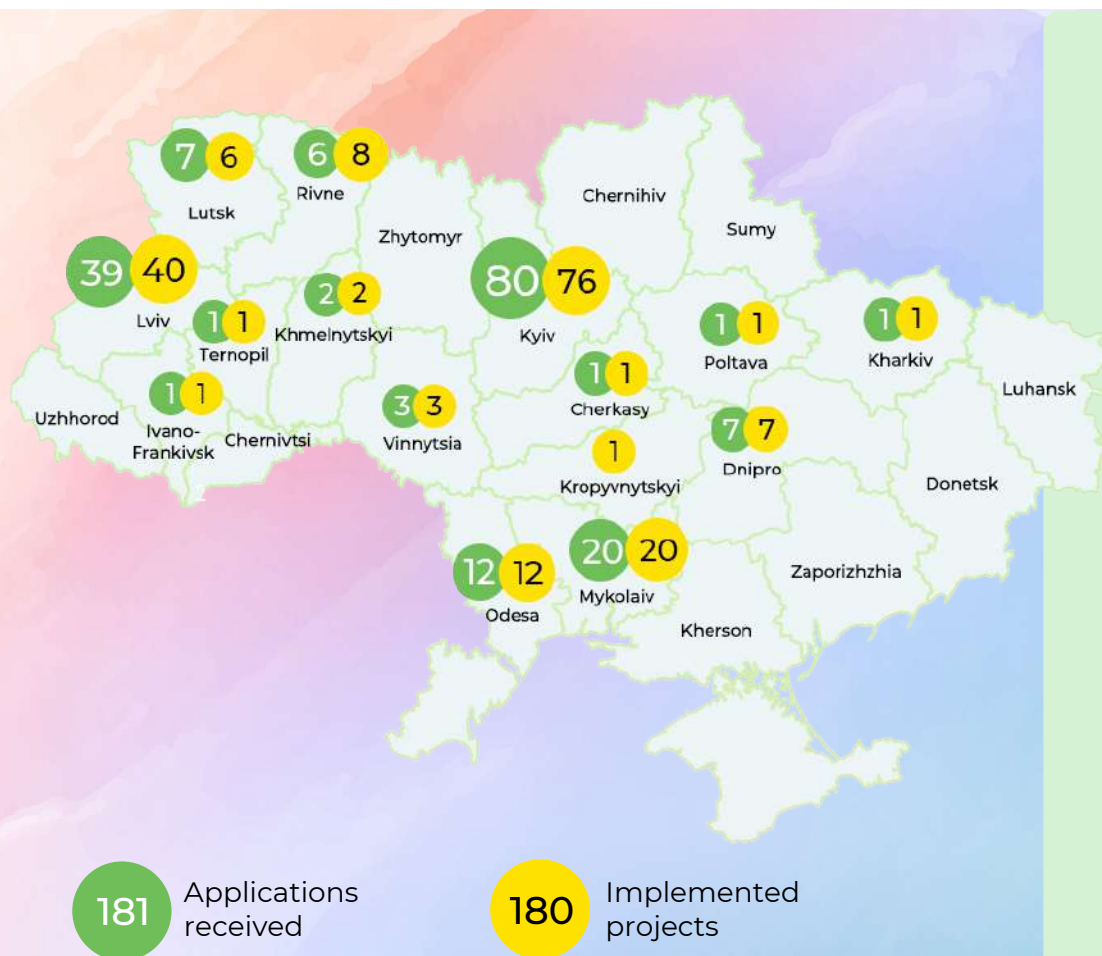 7 6
Lutsk
6 8
Rivne
Zhytomyr
Chernihiv
Sumy
39 40
Lviv
1 1
Ternopil
2 2
Khmelnytskyi
80 76
Kyiv
1 1
Poltava
1 1
Kharkiv
Luhansk
Uzhhorod
1 1
Ivano-
Frankivsk
Chernivtsi
3 3
Vinnytsia
1 1
Cherkasy
1
Kropyvnytskyi
7 7
Dnipro
Donetsk
2
12 12
Odesa
20 20
Mykolaiv
Zaporizhzhia
Kherson
181
Applications
received
180
Implemented
projects